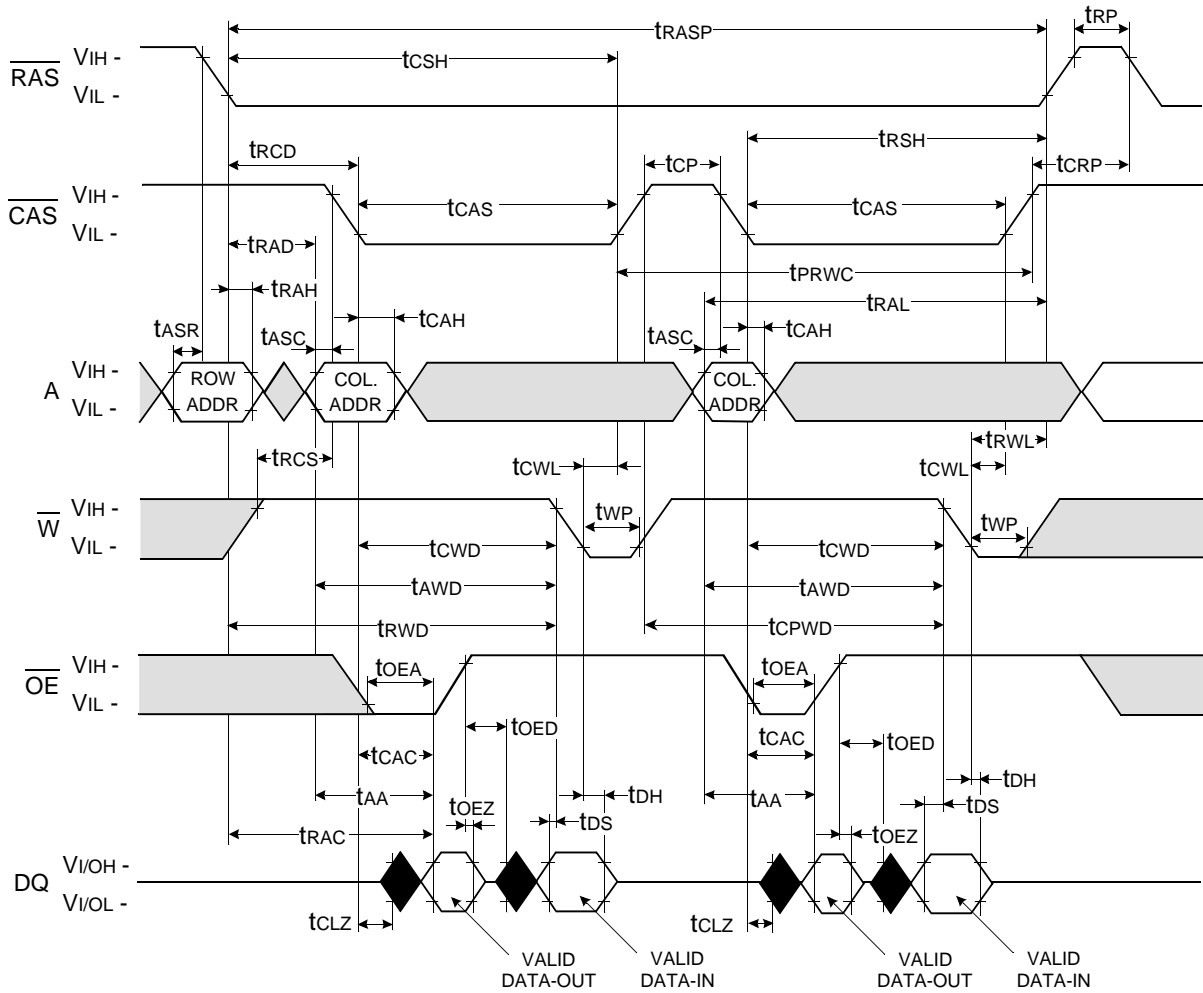 tRASP
tRP
tCSH
RAS
VIH -
VIL -
tRCD
tRSH
tCP
tCRP
CAS
VIH -
VIL -
tCAS
tCAS
tRAD
tPRWC
tRAH
tRAL
tASR
tASC
tCAH
tASC
tCAH
A
VIH -
VIL -
ROW
ADDR
COL.
ADDR
COL.
ADDR
tRCS
tRWL
tCWL
tCWL
W
VIH -
VIL -
tWP
tWP
tCWD
tCWD
tAWD
tAWD
tRWD
tCPWD
OE
VIH -
VIL -
tOEA
tOEA
tOED
tOED
tCAC
tCAC
tAA
tDH
tAA
tDH
tOEZ
tDS
tOEZ
tDS
tRAC
DQ
VI/OH -
VI/OL -
tCLZ
tCLZ
VALID
DATA-OUT
VALID
DATA-IN
VALID
DATA-OUT
VALID
DATA-IN